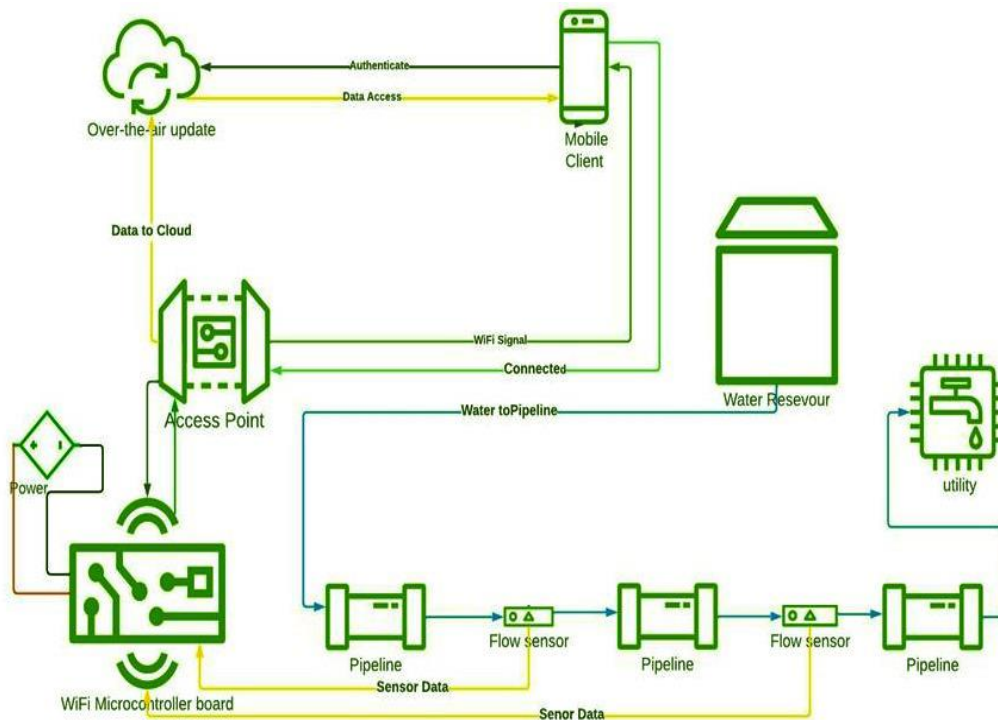 Authenticate
Data Access
Over-the-air update
Mobile
Client
Data to Cloud
WiFi Signal
Connected
Access Point
Water Resevour
Water toPipeline
Power
utility
Flow sensor
Flow sensor
Pipeline
Pipeline
Pipeline
Sensor Data
WiFi Microcontroller board
Senor Data